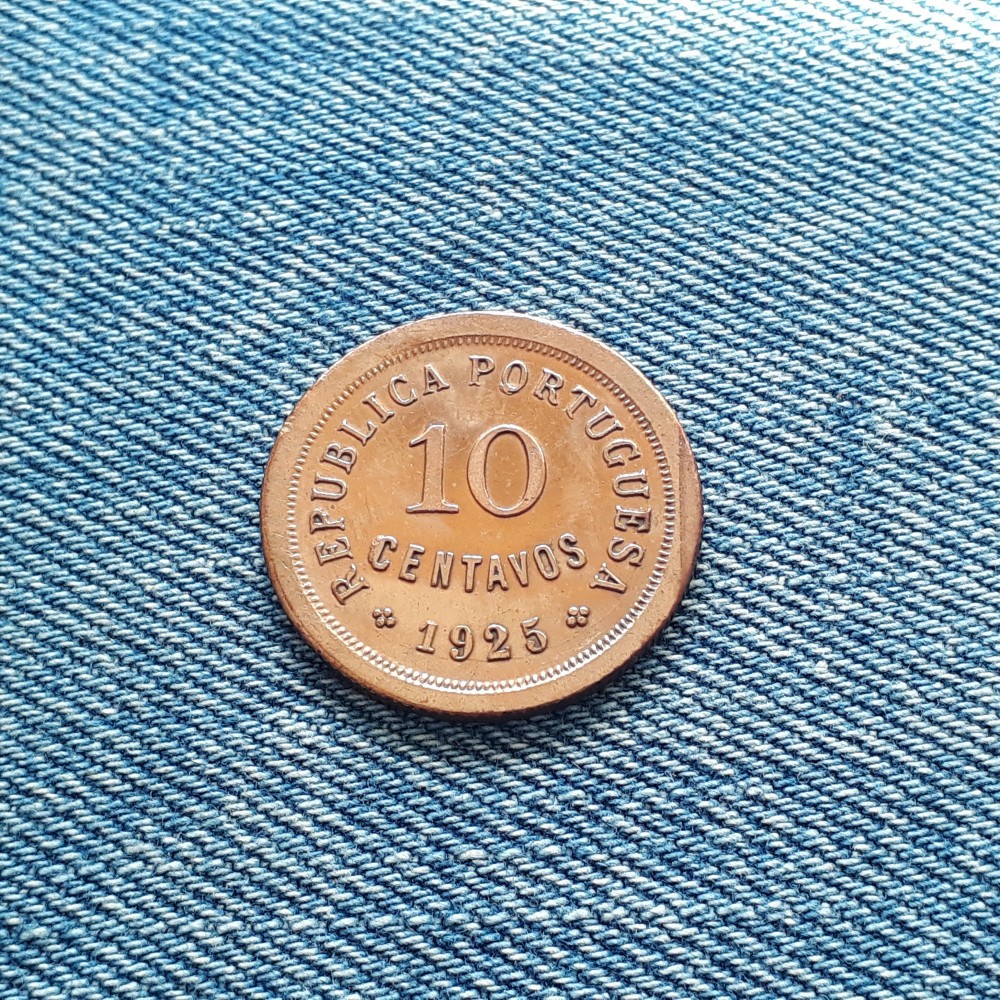 REPUBLICA PORTUGUESA
10
CENTAVOS
1925